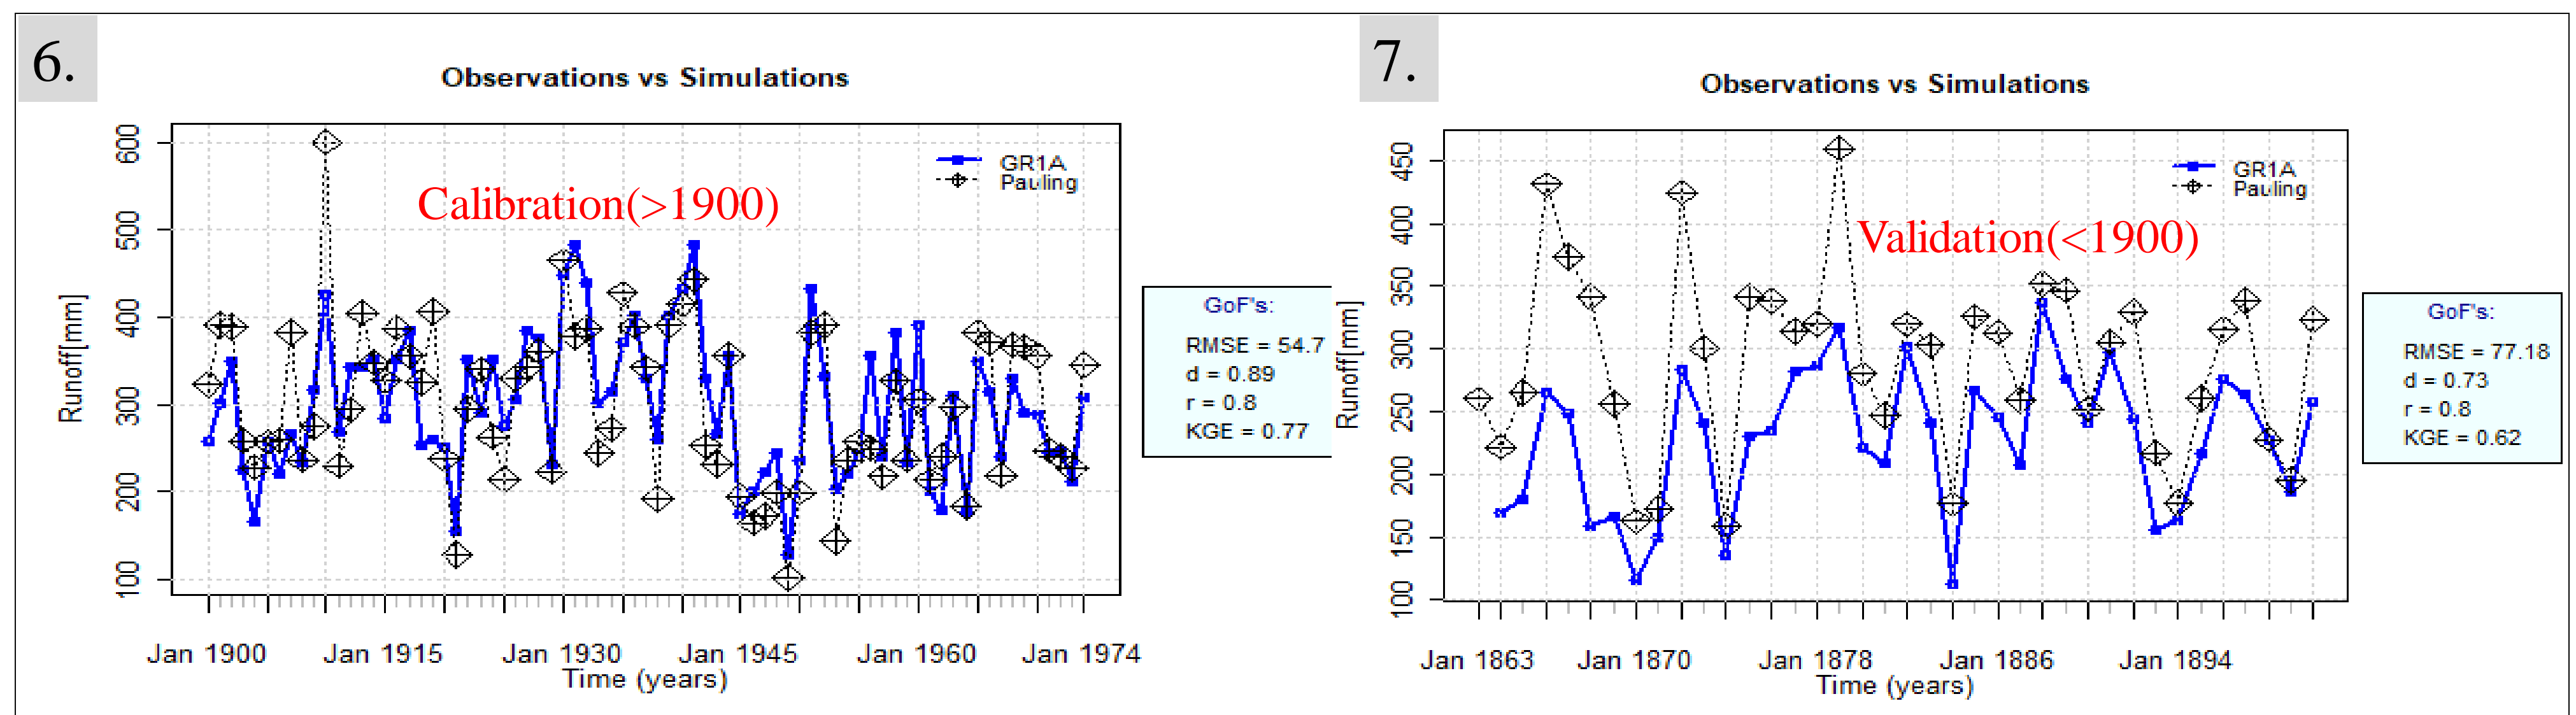 6.
Observations vs Simulations
600
500
400
300
200
100
Runoff[mm]
GR1A
Pauling
Calibration(>1900)
Jan 1900 Jan 1915 Jan 1930 Jan 1945 Jan 1960 Jan 1974
Time (years)
GoF's:
RMSE = 54.7
d = 0.89
r = 0.8
KGE = 0.77
7.
Observations vs Simulations
450
400
350
300
250
200
150
100
Runoff[mm]
GR1A
Pauling
Validation(<1900)
Jan 1863 Jan 1870 Jan 1878 Jan 1886 Jan 1894
Time (years)
GoF's:
RMSE = 77.18
d = 0.73
r = 0.8
KGE = 0.62